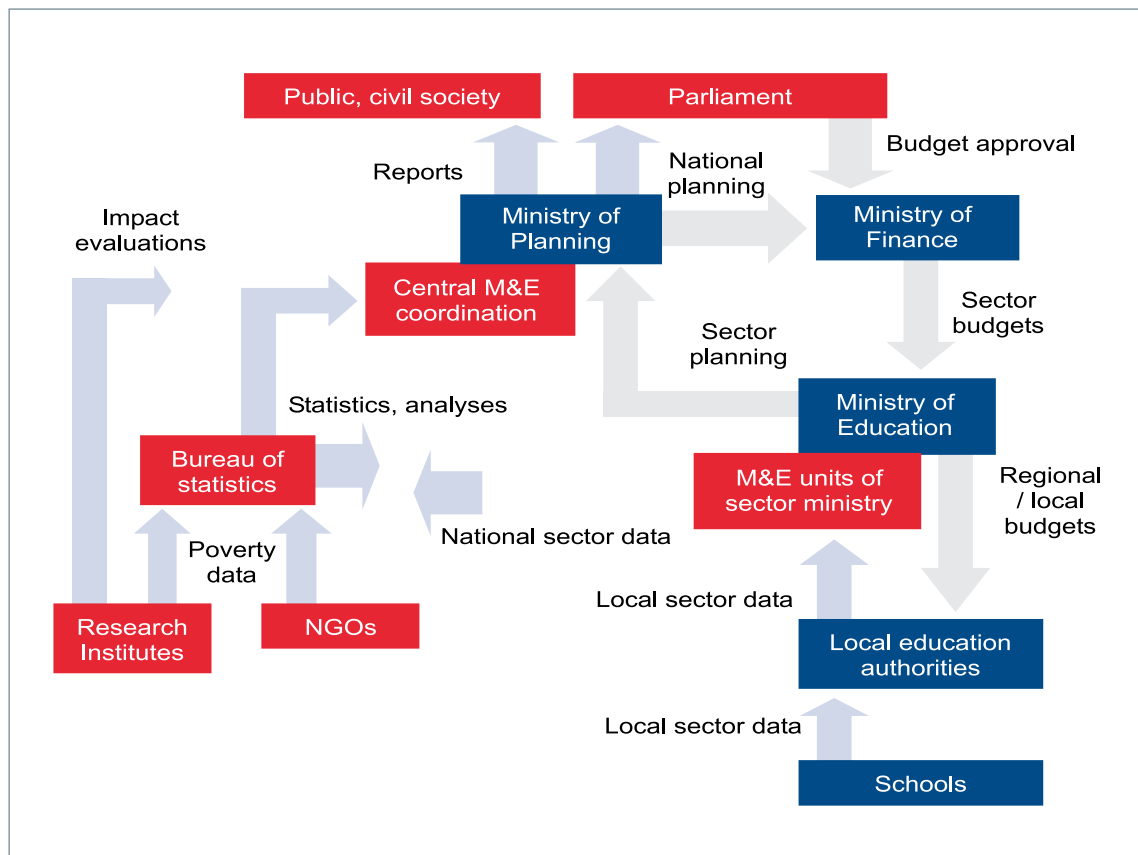 Public, civil society
Parliament
Reports
National
planning
Budget approval
Impact
evaluations
Ministry of
Planning
Ministry of
Finance
Central M&E
coordination
Sector
budgets
Sector
planning
Statistics, analyses
Ministry of
Education
Bureau of
statistics
M&E units of
sector ministry
Regional
/ local
budgets
National sector data
Poverty
data
Local sector data
Research
Institutes
NGOs
Local education
authorities
Local sector data
Schools